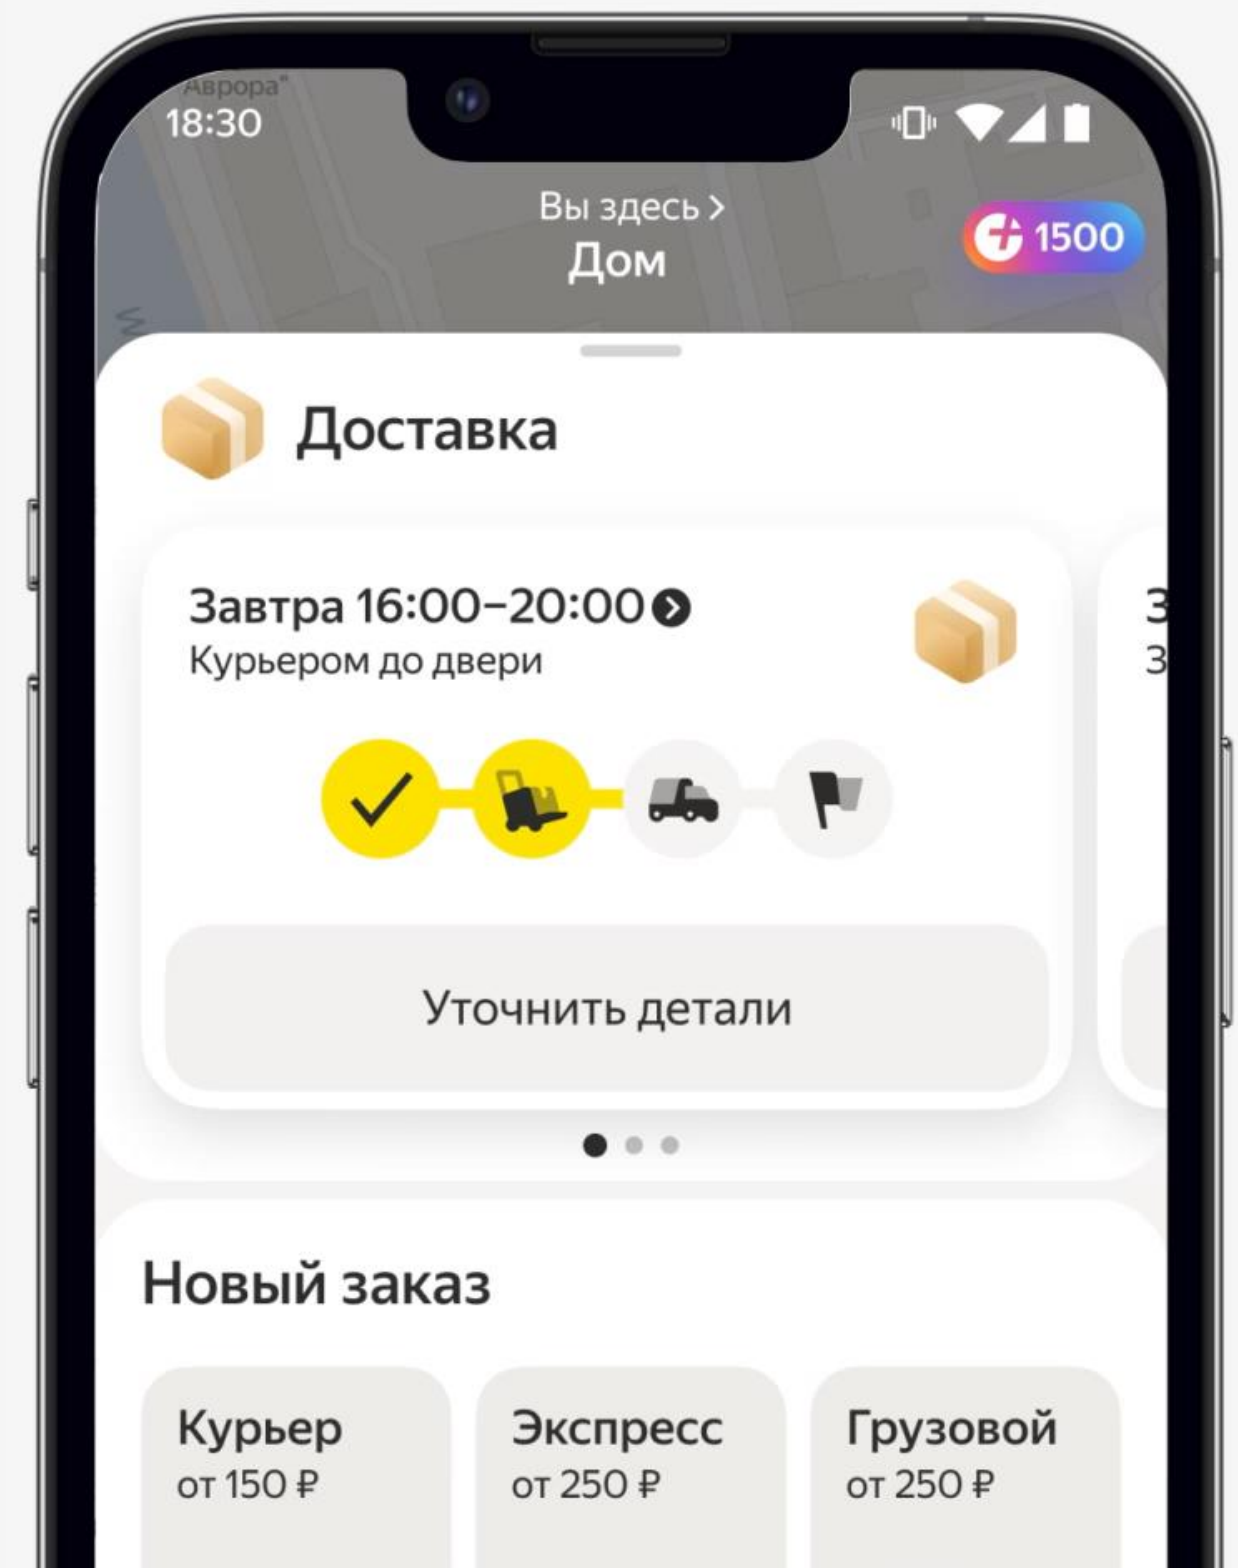 Аврора"
18:30
Вы здесь >
Дом
1500
Доставка
Завтра 16:00–20:00
Курьером до двери
З
З
Уточнить детали
Новый заказ
Курьер
от 150 ₽
Экспресс
от 250 ₽
Грузовой
от 250 ₽